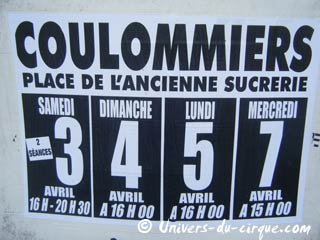 COULOMMIERS
PLACE DE L'ANCIENNE SUCRERIE
SAMEDI
2
SÉANCES
3
AVRIL
16 H - 20 H 30
DIMANCHE
4
AVRIL
A 16 H 00
LUNDI
5
AVRIL
A 16 H 00
MERCREDI
7
AVRIL
A 15 H 00
© Univers-du-cirque.com